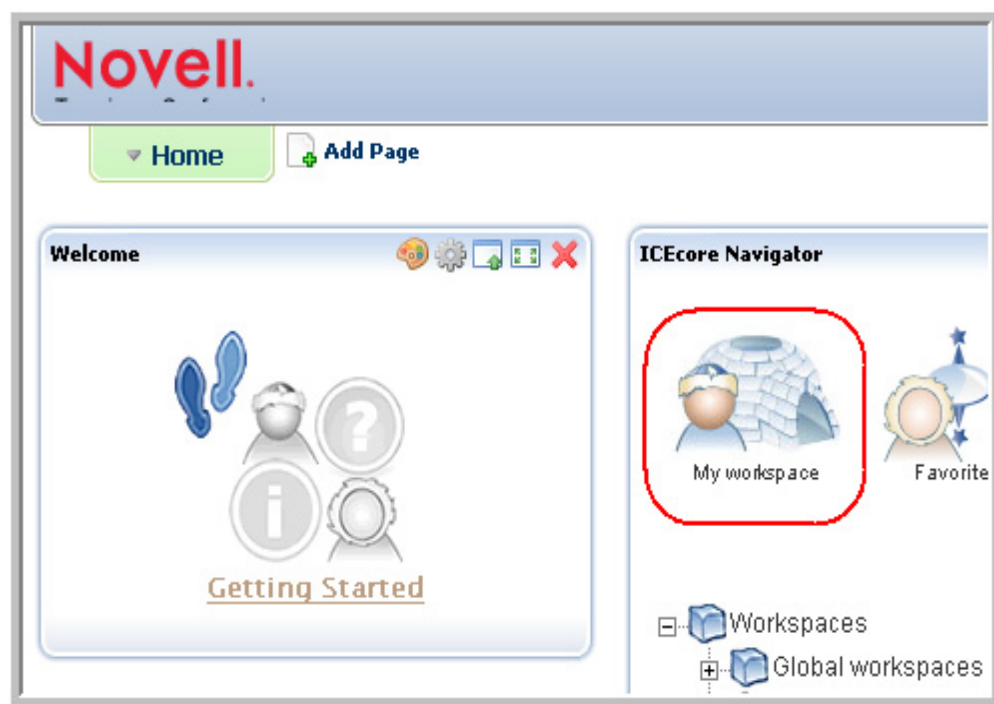 Novell.
Home
Add Page
Welcome
Getting Started
ICEcore Navigator
My workspace
Favorite
Workspaces
Global workspaces